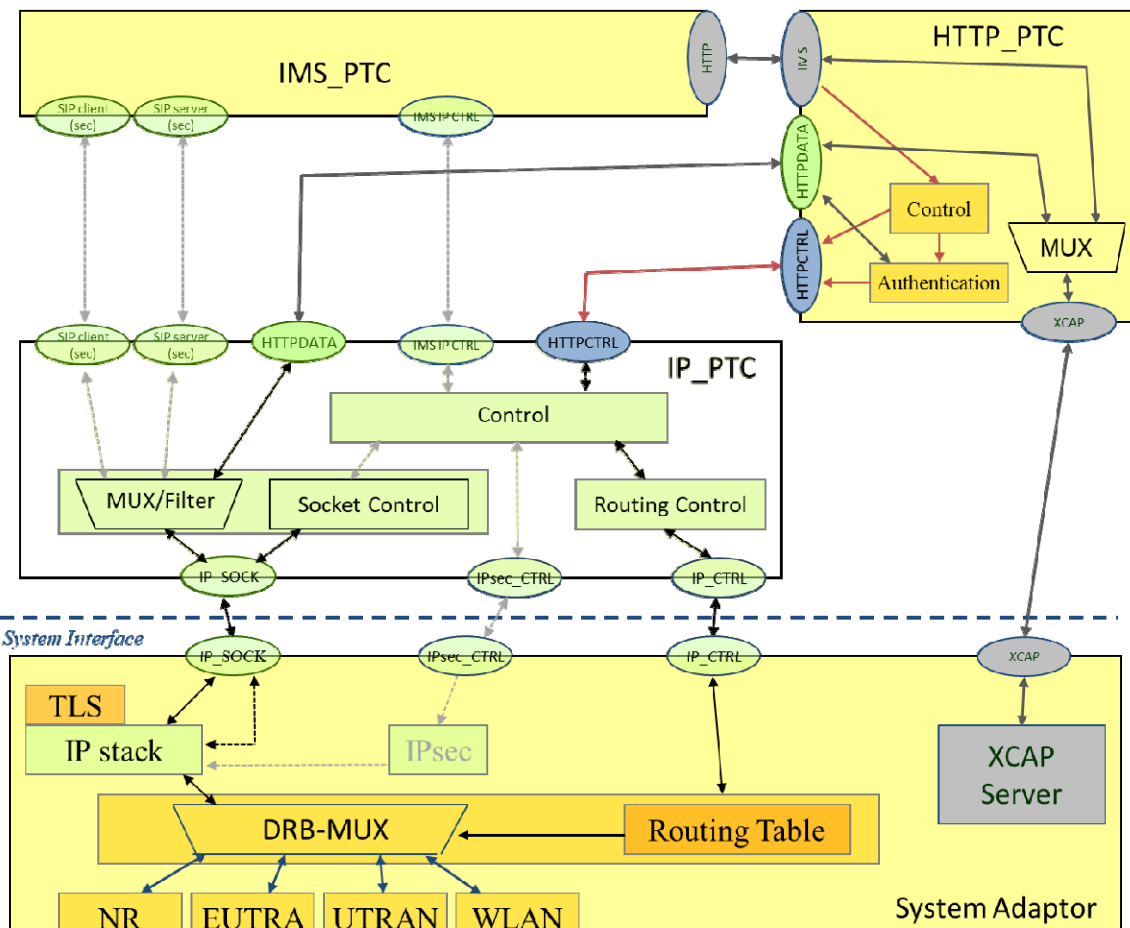 HTTP_PTC
IMS_PTC
HTTP
IMS
SIP client
(sec)
SIP server
(sec)
IMSIP CTRL
HTTPDATA
Control
MUX
HTTPCTRL
Authentication
XCAP
SIP client
(sec)
SIP server
(sec)
HTTPDATA
IMSIP CTRL
HTTPCTRL
IP_PTC
Control
MUX/Filter
Socket Control
Routing Control
IP_SOCK
IPsec_CTRL
IP_CTRL
System Interface
IP_SOCK
IPsec_CTRL
IP_CTRL
XCAP
TLS
IP stack
IPsec
XCAP
Server
DRB-MUX
Routing Table
NR
EUTRA
UTRAN
WLAN
System Adaptor